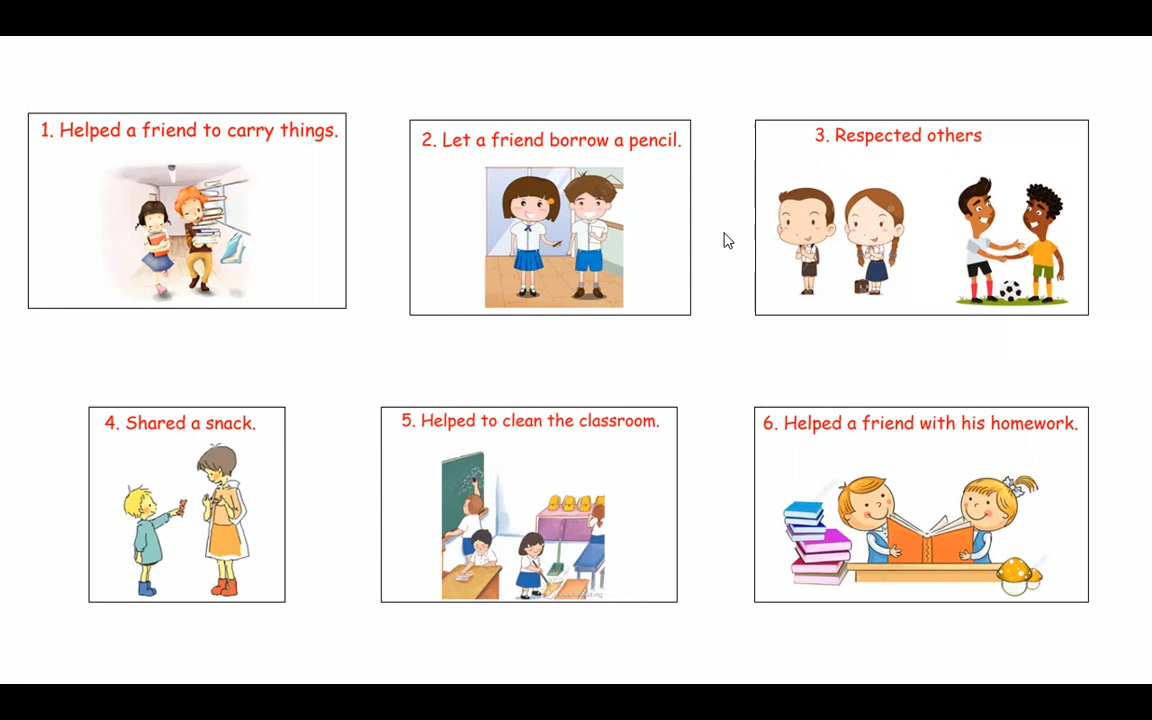 1. Helped a friend to carry things.
2. Let a friend borrow a pencil.
3. Respected others
4. Shared a snack.
5. Helped to clean the classroom.
6. Helped a friend with his homework.